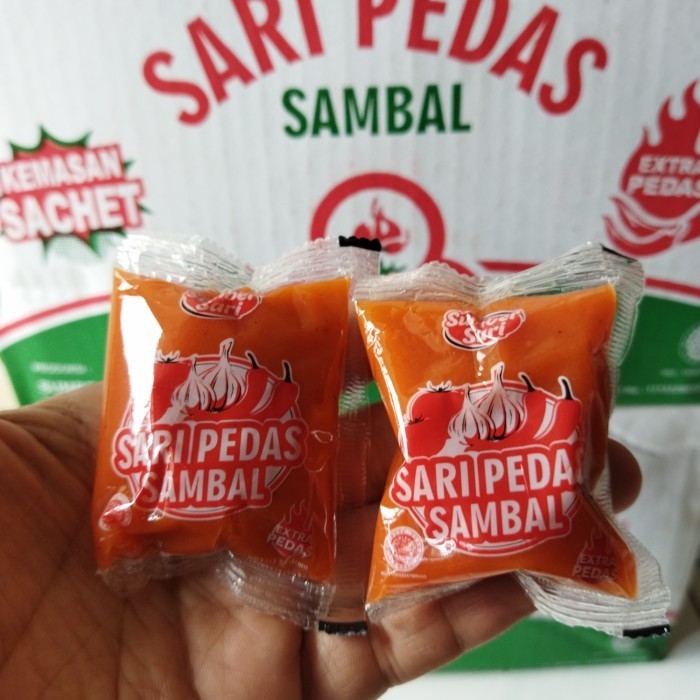 SARI PEDAS
SAMBAL
KEMASAN
SACHET
EXTRA
PEDAS
Sumber
Sari
SARI PEDAS
SAMBAL
EXTRA
PEDAS
Sumber
Sari
SARI PEDAS
SAMBAL
EXTRA
PEDAS